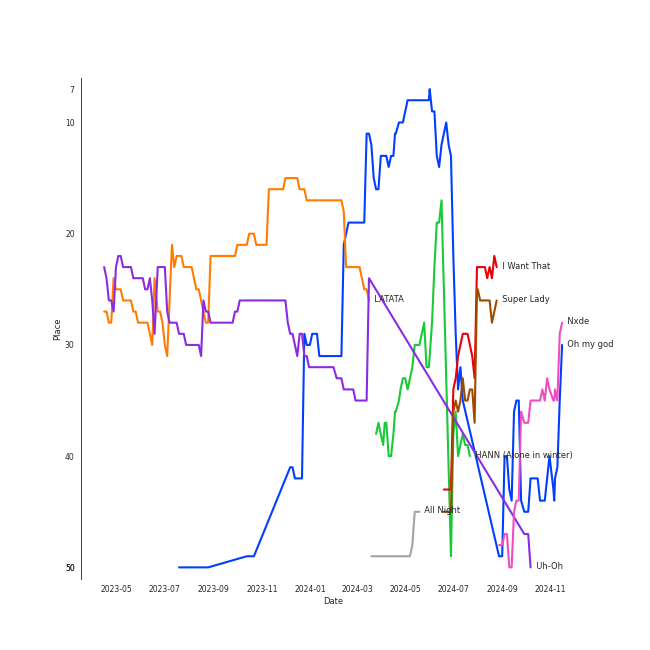 7
10
20
30
40
50
Place
I Want That
LATATA
Super Lady
Nxde
Oh my god
HANN (Alone in winter)
All Night
Uh-Oh
2023-05 2023-07 2023-09 2023-11 2024-01 2024-03 2024-05 2024-07 2024-09 2024-11
Date